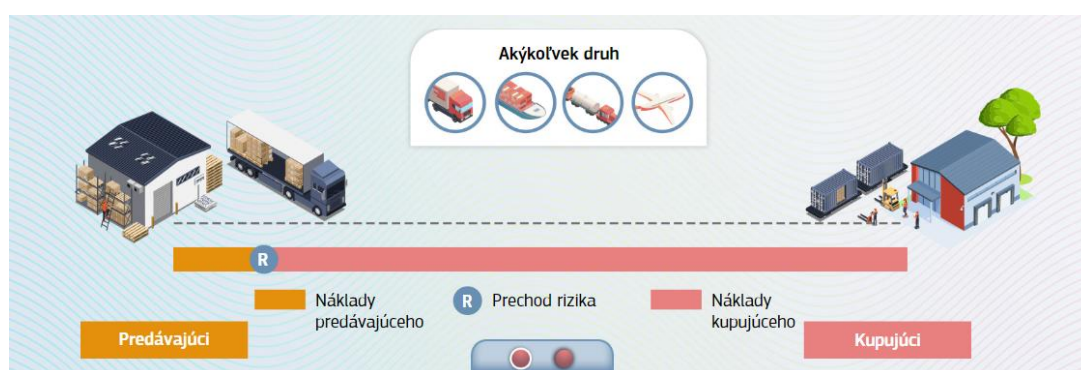 Akýkoľvek druh
R
Náklady
predávajúceho
R Prechod rizika
Náklady
kupujúceho
Predávajúci
Kupujúci